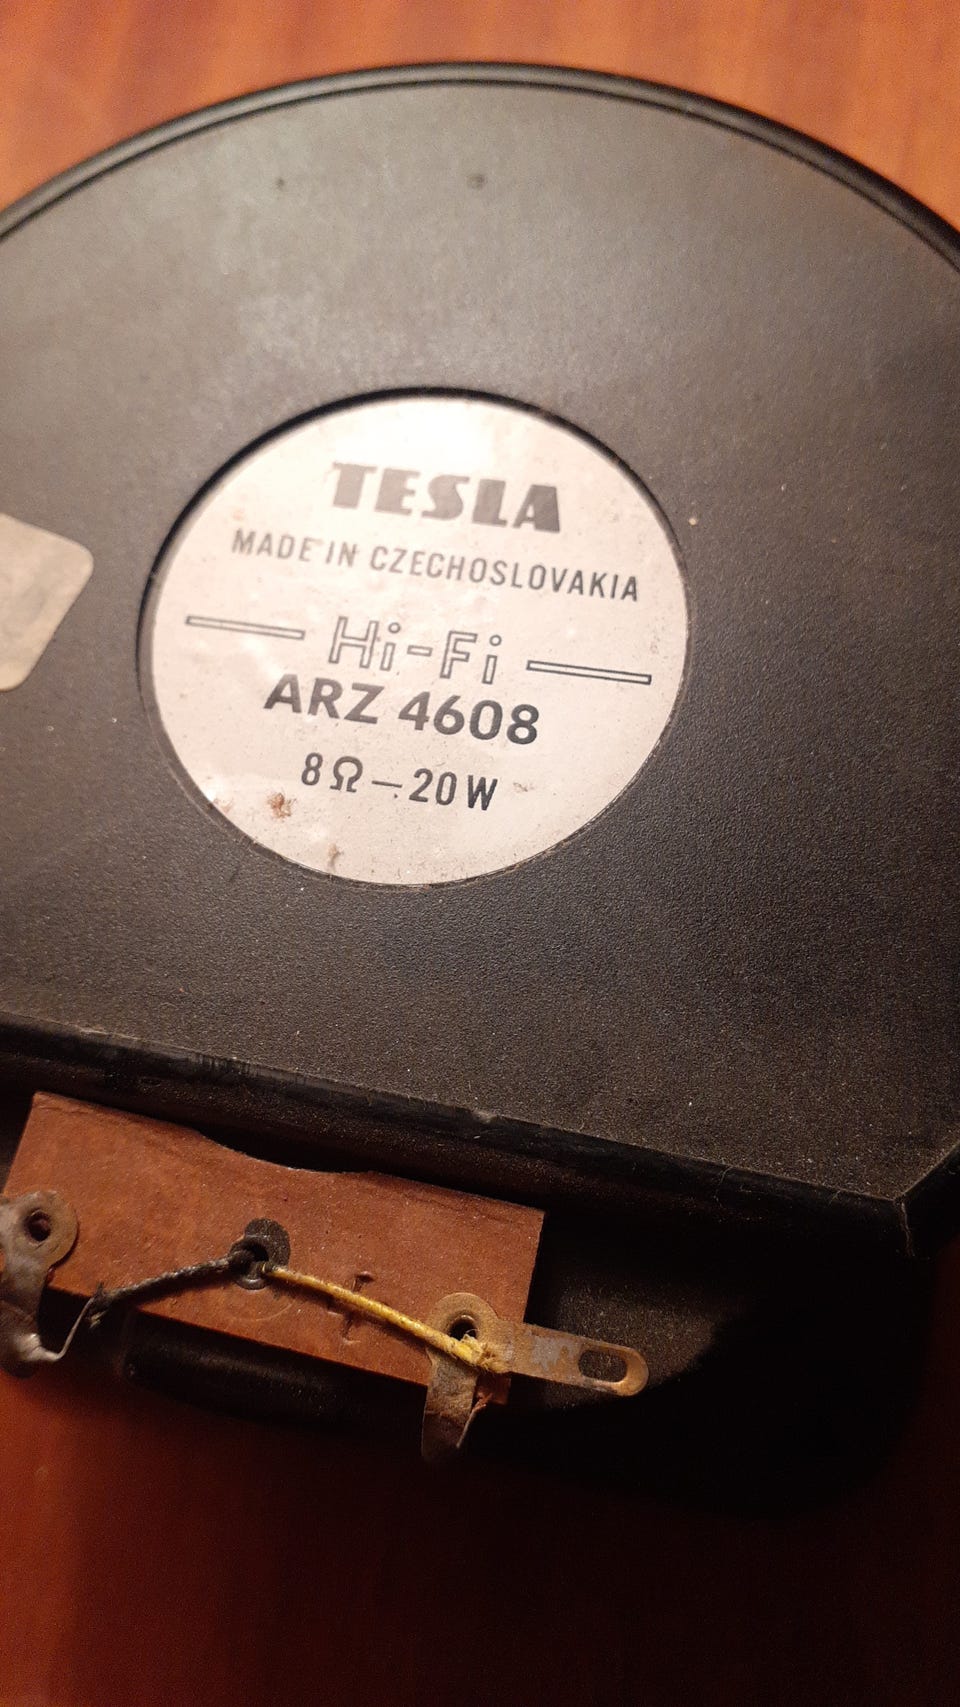 TESLA
MADE IN CZECHOSLOVAKIA
Hi-Fi
ARZ 4608
8Ω-20W
+